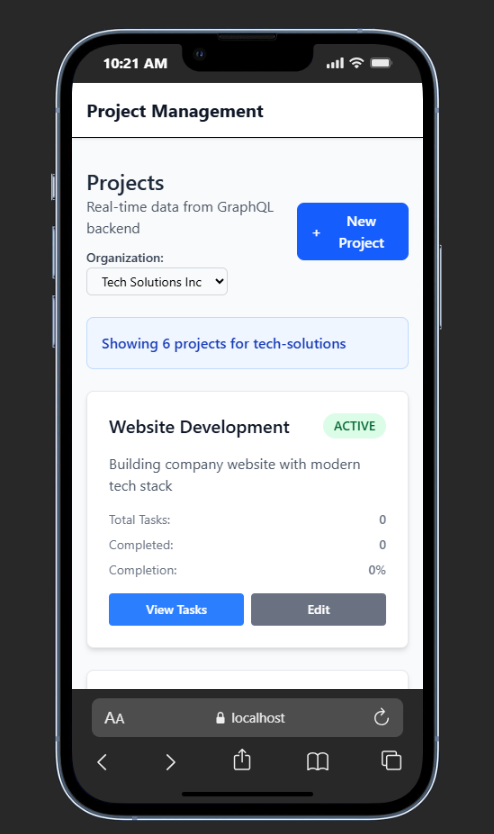 10:21 AM
Project Management
Projects
Real-time data from GraphQL
backend
+ New
Project
Organization:
Tech Solutions Inc
Showing 6 projects for tech-solutions
Website Development
ACTIVE
Building company website with modern
tech stack
Total Tasks: 0
Completed: 0
Completion: 0%
View Tasks
Edit
AA
localhost